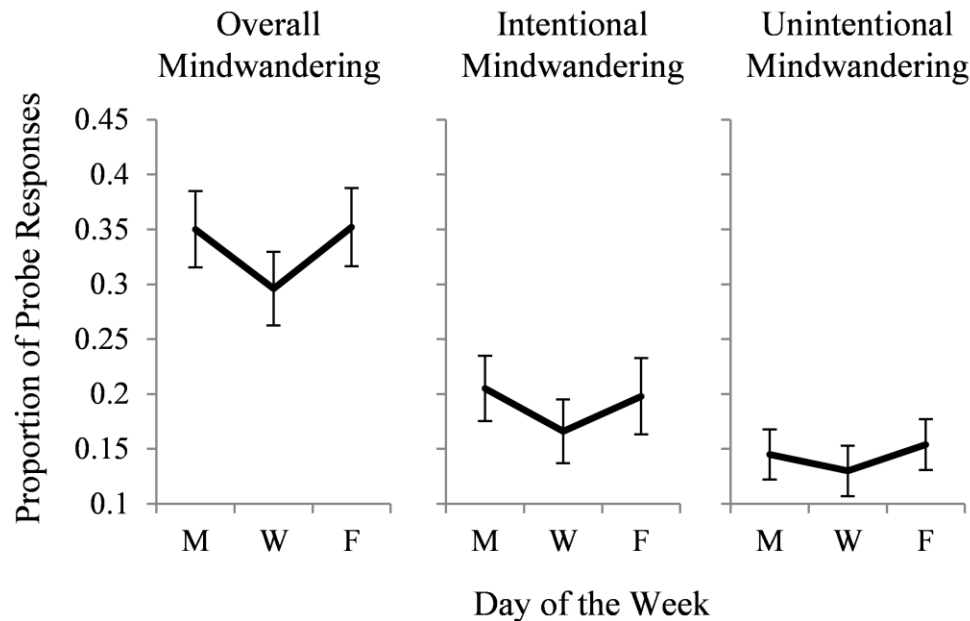 Overall
Mindwandering
Intentional
Mindwandering
Unintentional
Mindwandering
Proportion of Probe Responses
0.45
0.4
0.35
0.3
0.25
0.2
0.15
0.1
M W F
M W F
M W F
Day of the Week